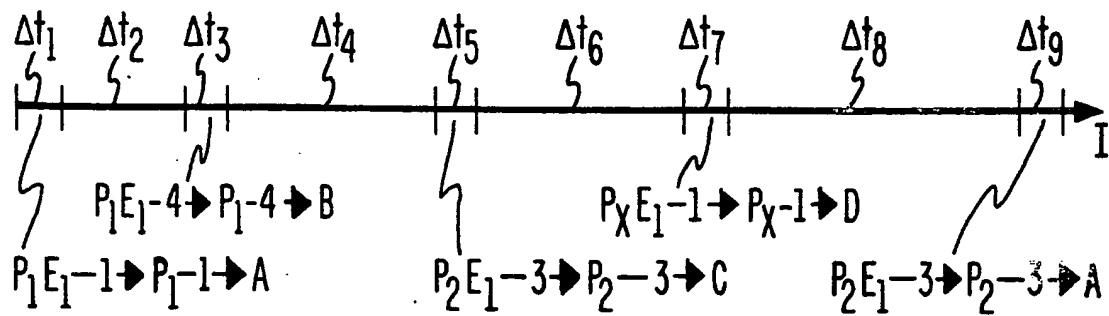 Δt₁ Δt₂ Δt₃ Δt₄ Δt₅ Δt₆ Δt₇ Δt₈ Δt₉
I
P₁E₁-4→P₁-4→B
PₓE₁-1→Pₓ-1→D
P₁E₁-1→P₁-1→A
P₂E₁-3→P₂-3→C
P₂E₁-3→P₂-3→A